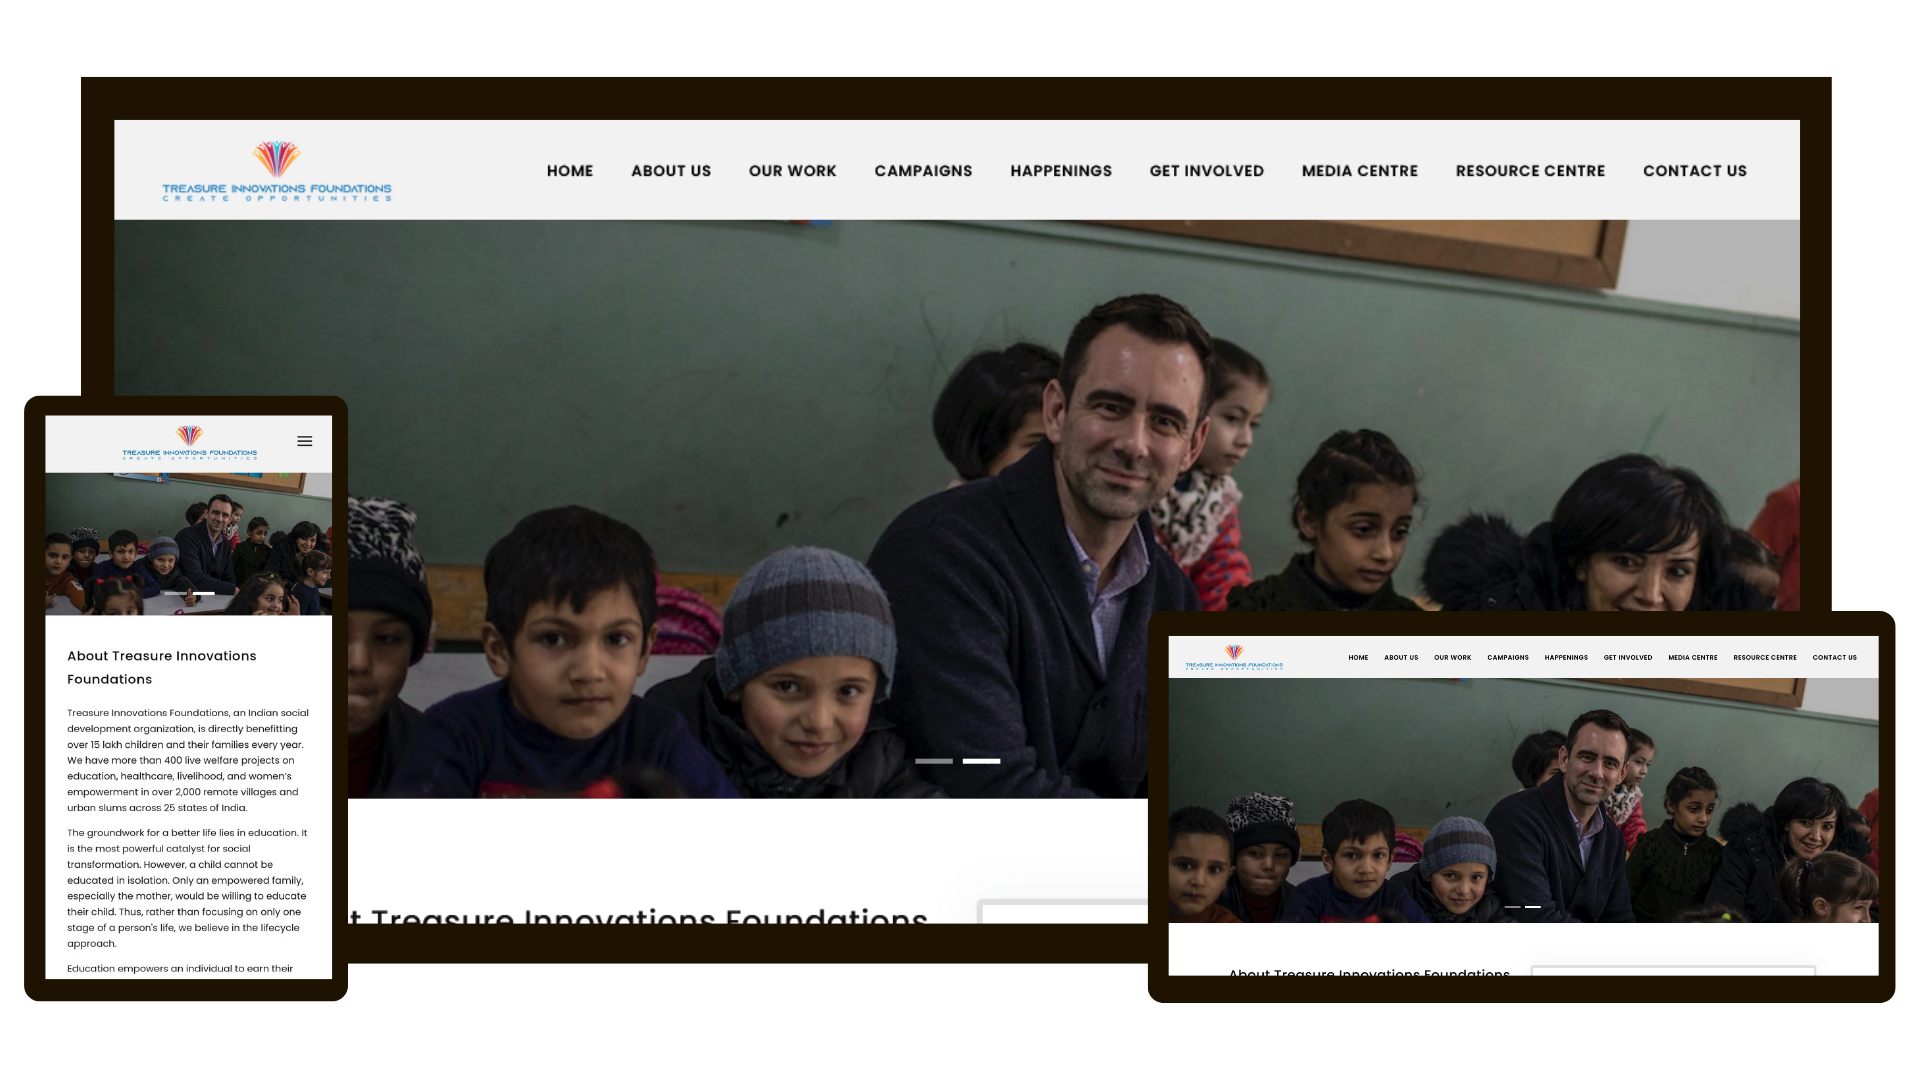 TREASURE INNOVATIONS FOUNDATIONS
CREATE OPPORTUNITIES
HOME ABOUT US OUR WORK CAMPAIGNS HAPPENINGS GET INVOLVED MEDIA CENTRE RESOURCE CENTRE CONTACT US
t Treasure Innovations Foundations
TREASURE INNOVATIONS FOUNDATIONS
CREATE OPPORTUNITIES
About Treasure Innovations
Foundations
Treasure Innovations Foundations, an Indian social
development organization, is directly benefitting
over 15 lakh children and their families every year.
We have more than 400 live welfare projects on
education, healthcare, livelihood, and women's
empowerment in over 2,000 remote villages and
urban slums across 25 states of India.
The groundwork for a better life lies in education. It
is the most powerful catalyst for social
transformation. However, a child cannot be
educated in isolation. Only an empowered family,
especially the mother, would be willing to educate
their child. Thus, rather than focusing on only one
stage of a person's life, we believe in the lifecycle
approach.
Education empowers an individual to earn their
TREASURE INNOVATIONS FOUNDATIONS
CREATE OPPORTUNITIES
HOME ABOUT US OUR WORK CAMPAIGNS HAPPENINGS GET INVOLVED MEDIA CENTRE RESOURCE CENTRE CONTACT US
About Treasure Innovations Foundations